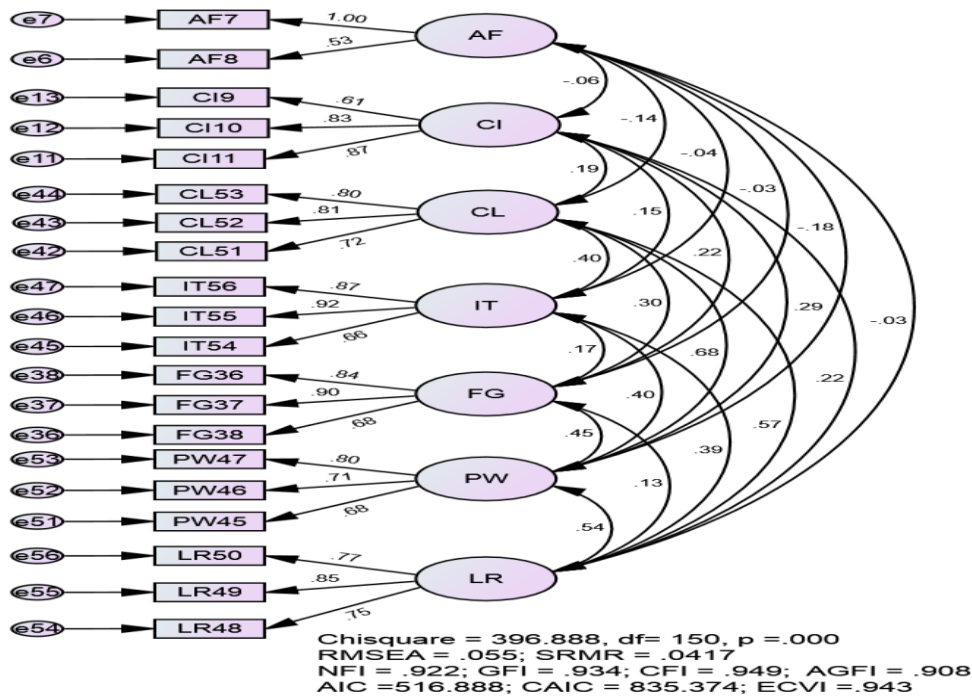 e7 AF7 1.00 AF
e6 AF8 .53
-.06
e13 CI9 .61
e12 CI10 .83 CI
e11 CI11 .87
-.14
.19 -.04
e44 CL53 .80
e43 CL52 .81 CL
e42 CL51 .72
.15 -.03
.22 -.18
.40
e47 IT56 .87
e46 IT55 .92 IT
e45 IT54 .66
.30 .29 -.03
.17 .68
e38 FG36 .84
e37 FG37 .90 FG
e36 FG38 .68
.40 .22
.45 .39 .57
e53 PW47 .80
e52 PW46 .71 PW
e51 PW45 .68
.13
.54
e56 LR50 .77
e55 LR49 .85 LR
e54 LR48 .75
Chisquare = 396.888, df= 150, p =.000
RMSEA = .055; SRMR = .0417
NFI = .922; GFI = .934; CFI = .949; AGFI = .908
AIC =516.888; CAIC = 835.374; ECVI =.943